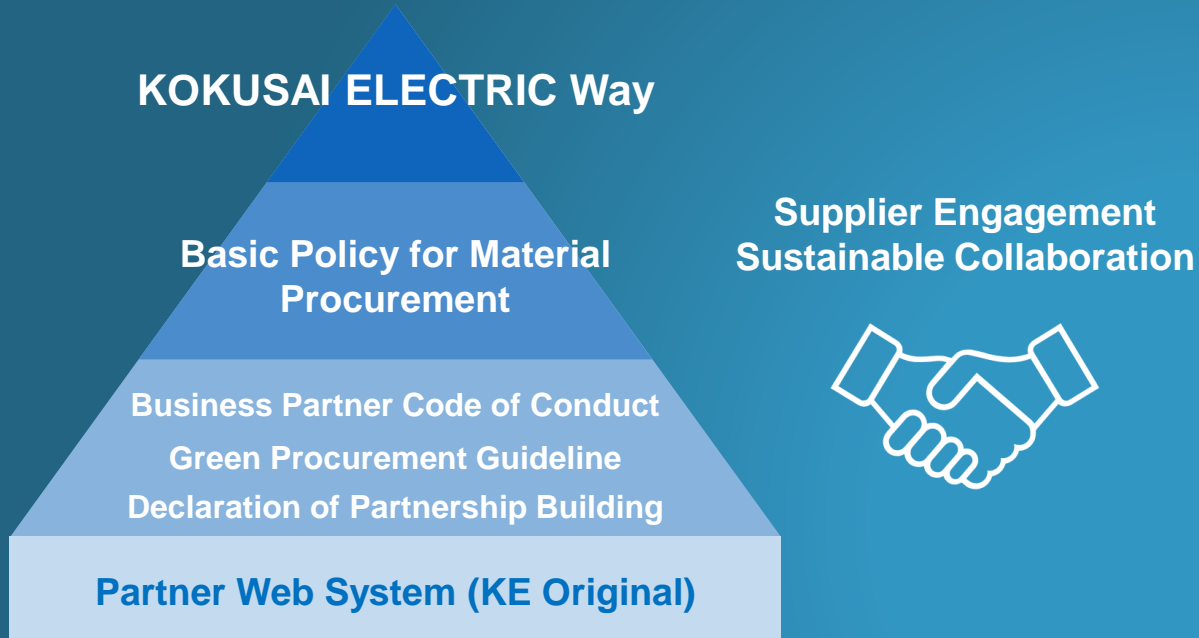 KOKUSAI ELECTRIC Way
Basic Policy for Material
Procurement
Business Partner Code of Conduct
Green Procurement Guideline
Declaration of Partnership Building
Partner Web System (KE Original)
Supplier Engagement
Sustainable Collaboration